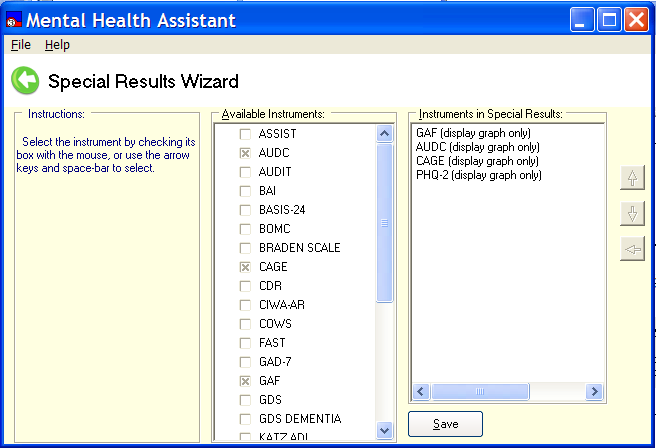 Mental Health Assistant
File Help
Special Results Wizard
Instructions:
Select the instrument by checking its
box with the mouse, or use the arrow
keys and space-bar to select.
Available Instruments:
ASSIST
AUDC
AUDIT
BAI
BASIS-24
BOMC
BRADEN SCALE
CAGE
CDR
CIWA-AR
COWS
FAST
GAD-7
GAF
GDS
GDS DEMENTIA
KATZ ADL
Instruments in Special Results:
GAF (display graph only)
AUDC (display graph only)
CAGE (display graph only)
PHQ-2 (display graph only)
Save